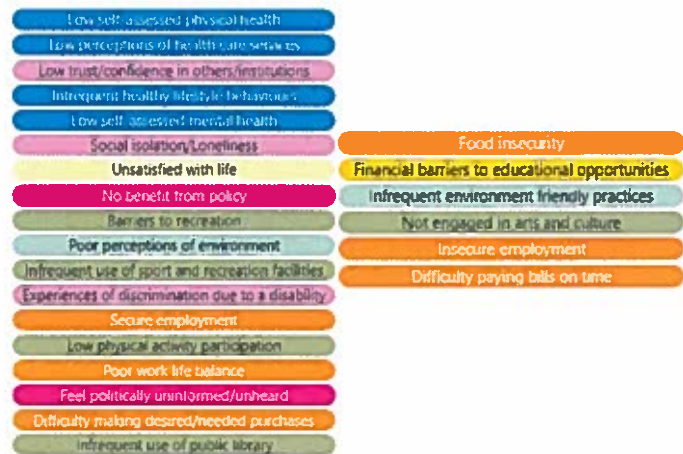 Low self-assessed physical health
Low perceptions of health care services
Low trust/confidence in others/institutions
Infrequent healthy lifestyle behaviours
Low self-assessed mental health
Social isolation/Loneliness
Unsatisfied with life
No benefit from policy
Barriers to recreation
Poor perceptions of environment
Infrequent use of sport and recreation facilities
Experiences of discrimination due to a disability
Secure employment
Low physical activity participation
Poor work life balance
Feel politically uninformed/unheard
Difficulty making desired/needed purchases
Infrequent use of public library
Food insecurity
Financial barriers to educational opportunities
Infrequent environment friendly practices
Not engaged in arts and culture
Insecure employment
Difficulty paying bills on time